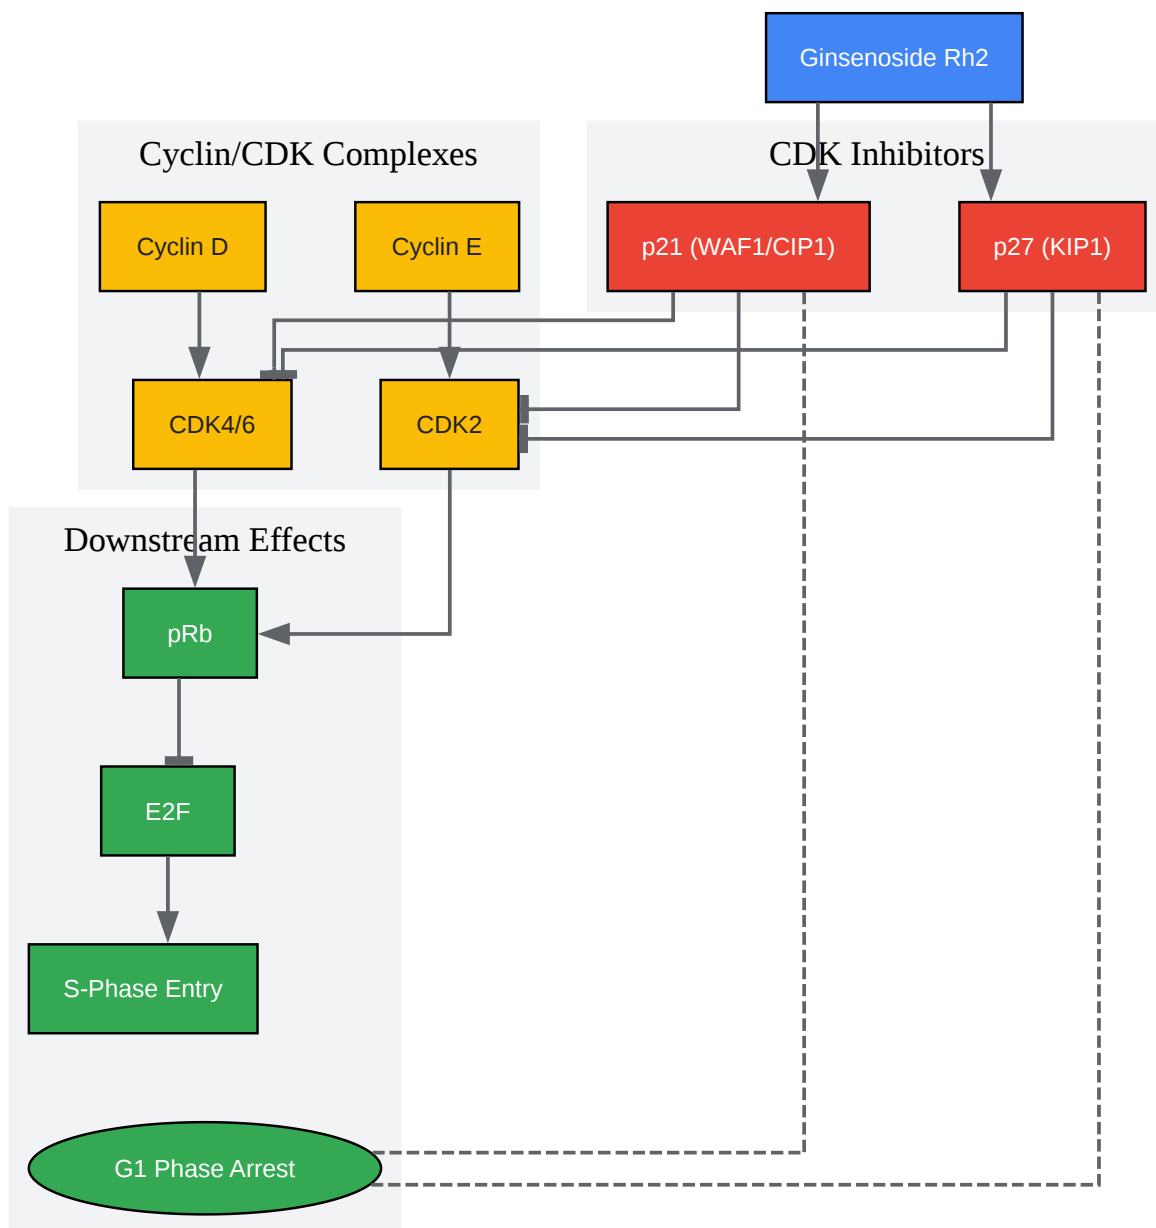 Ginsenoside Rh2
Cyclin/CDK Complexes
CDK Inhibitors
Cyclin D
Cyclin E
p21 (WAF1/CIP1)
p27 (KIP1)
CDK4/6
CDK2
Downstream Effects
pRb
E2F
S-Phase Entry
G1 Phase Arrest